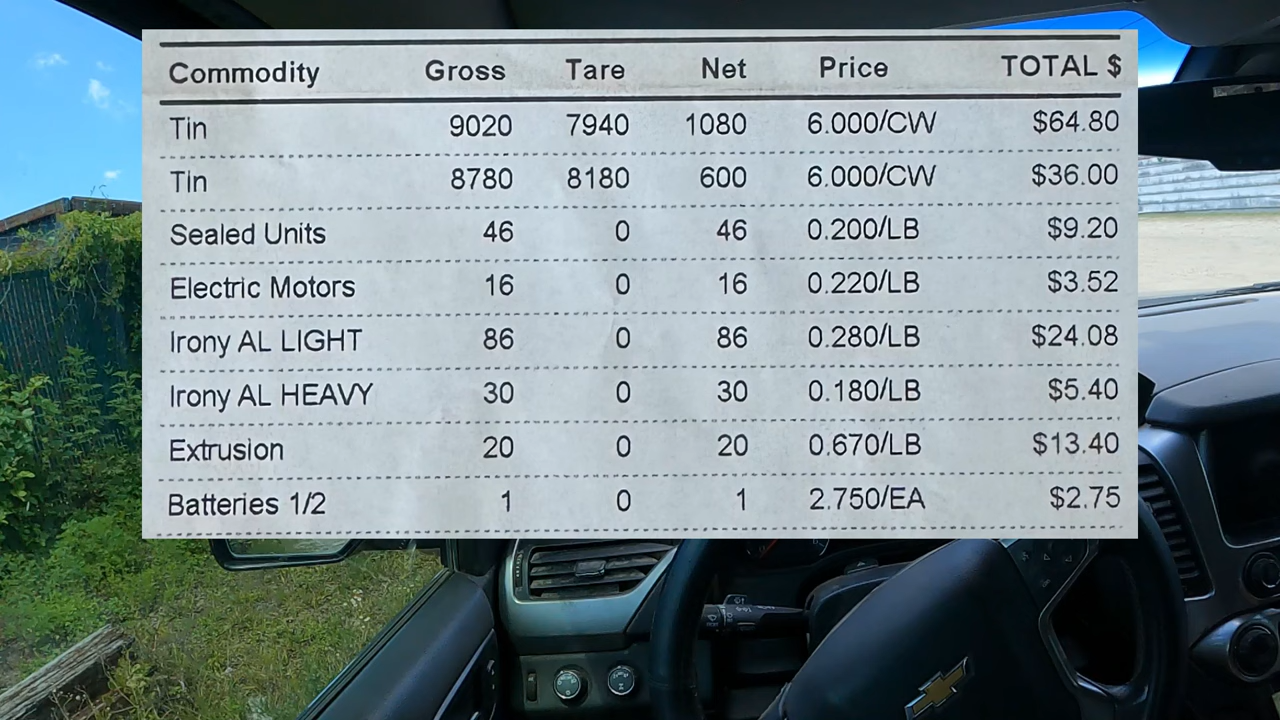 Commodity Gross Tare Net Price TOTAL $
Tin 9020 7940 1080 6.000/CW $64.80
Tin 8780 8180 600 6.000/CW $36.00
Sealed Units 46 0 46 0.200/LB $9.20
Electric Motors 16 0 16 0.220/LB $3.52
Irony AL LIGHT 86 0 86 0.280/LB $24.08
Irony AL HEAVY 30 0 30 0.180/LB $5.40
Extrusion 20 0 20 0.670/LB $13.40
Batteries 1/2 1 0 1 2.750/EA $2.75